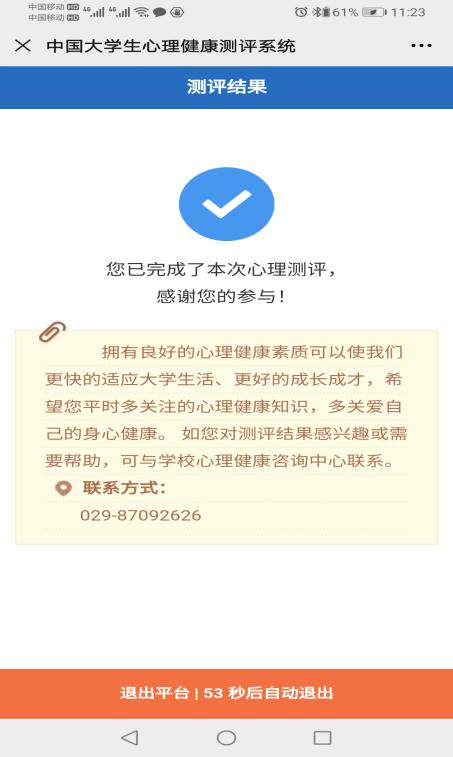 中国移动 HD 4G 4G 61% 11:23
中国移动 HD
中国大学生心理健康测评系统
测评结果
您已完成了本次心理测评，
感谢您的参与！
拥有良好的心理健康素质可以使我们
更快的适应大学生活、更好的成长成才，希
望您平时多关注的心理健康知识，多关爱自
己的身心健康。 如您对测评结果感兴趣或需
要帮助，可与学校心理健康咨询中心联系。
联系方式：
029-87092626
退出平台 | 53 秒后自动退出